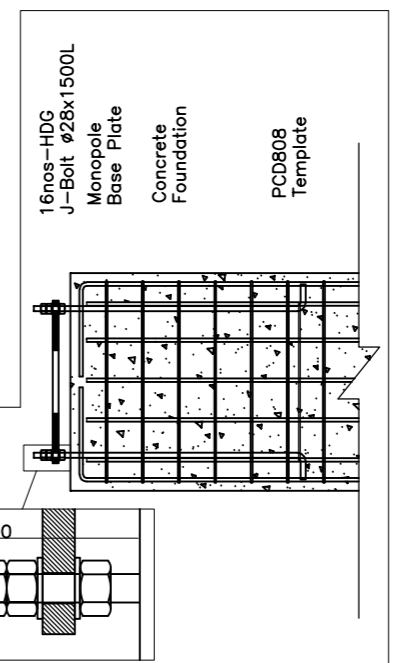 16nos-HDG
J-Bolt ø28x1500L
Monopole
Base Plate
Concrete
Foundation
PCD808
Template